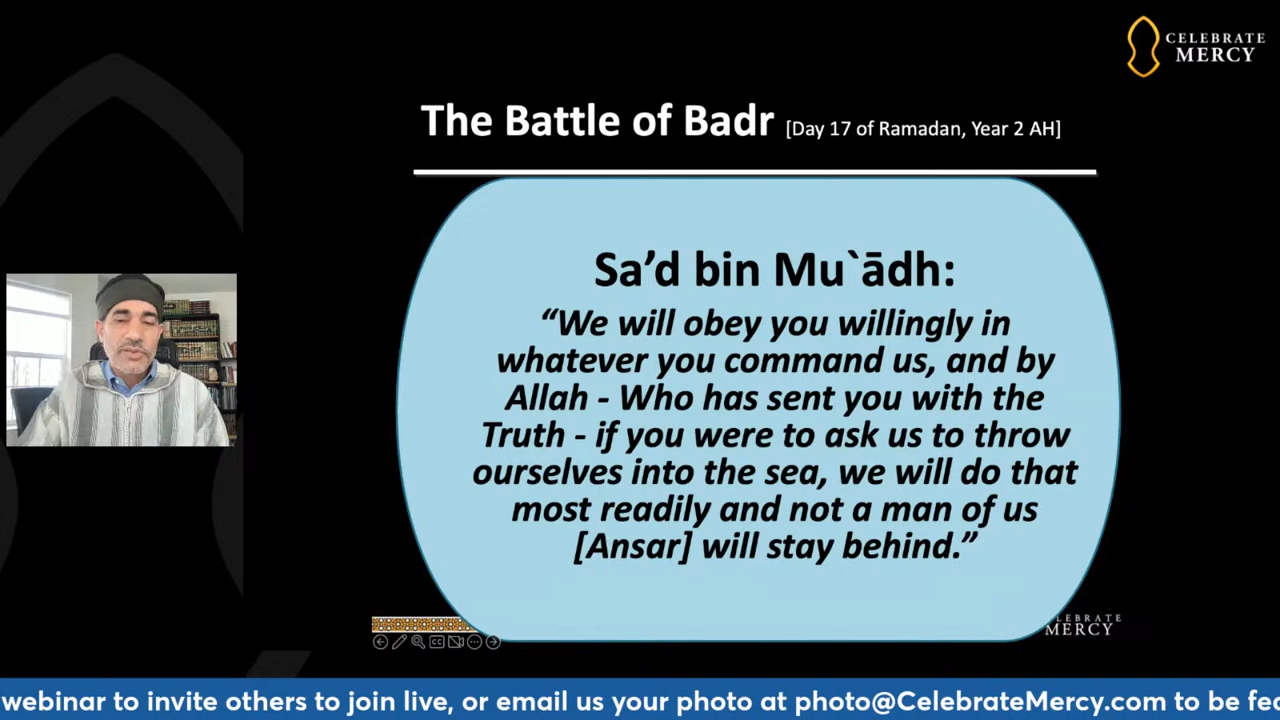 CELEBRATE
MERCY
The Battle of Badr [Day 17 of Ramadan, Year 2 AH]
Sa’d bin Mu`ādh:
“We will obey you willingly in
whatever you command us, and by
Allah - Who has sent you with the
Truth - if you were to ask us to throw
ourselves into the sea, we will do that
most readily and not a man of us
[Ansar] will stay behind.”
LEBRATE
MERCY
webinar to invite others to join live, or email us your photo at photo@CelebrateMercy.com to be fea